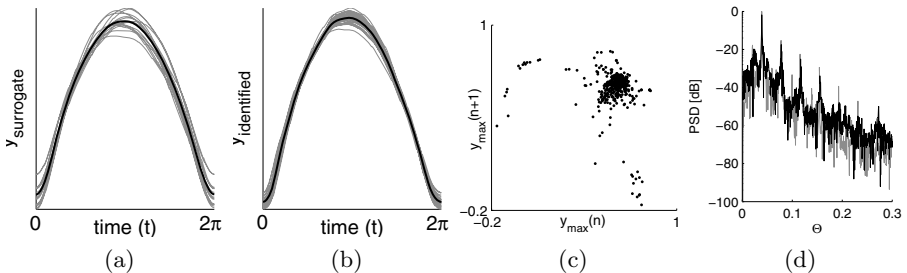 y_surrogate
0
2π
time (t)
(a)
y_identified
0
2π
time (t)
(b)
1
y_max(n+1)
−0.2
−0.2
y_max(n)
1
(c)
0
−20
−40
−60
−80
−100
PSD [dB]
0
0.1
0.2
0.3
Θ
(d)